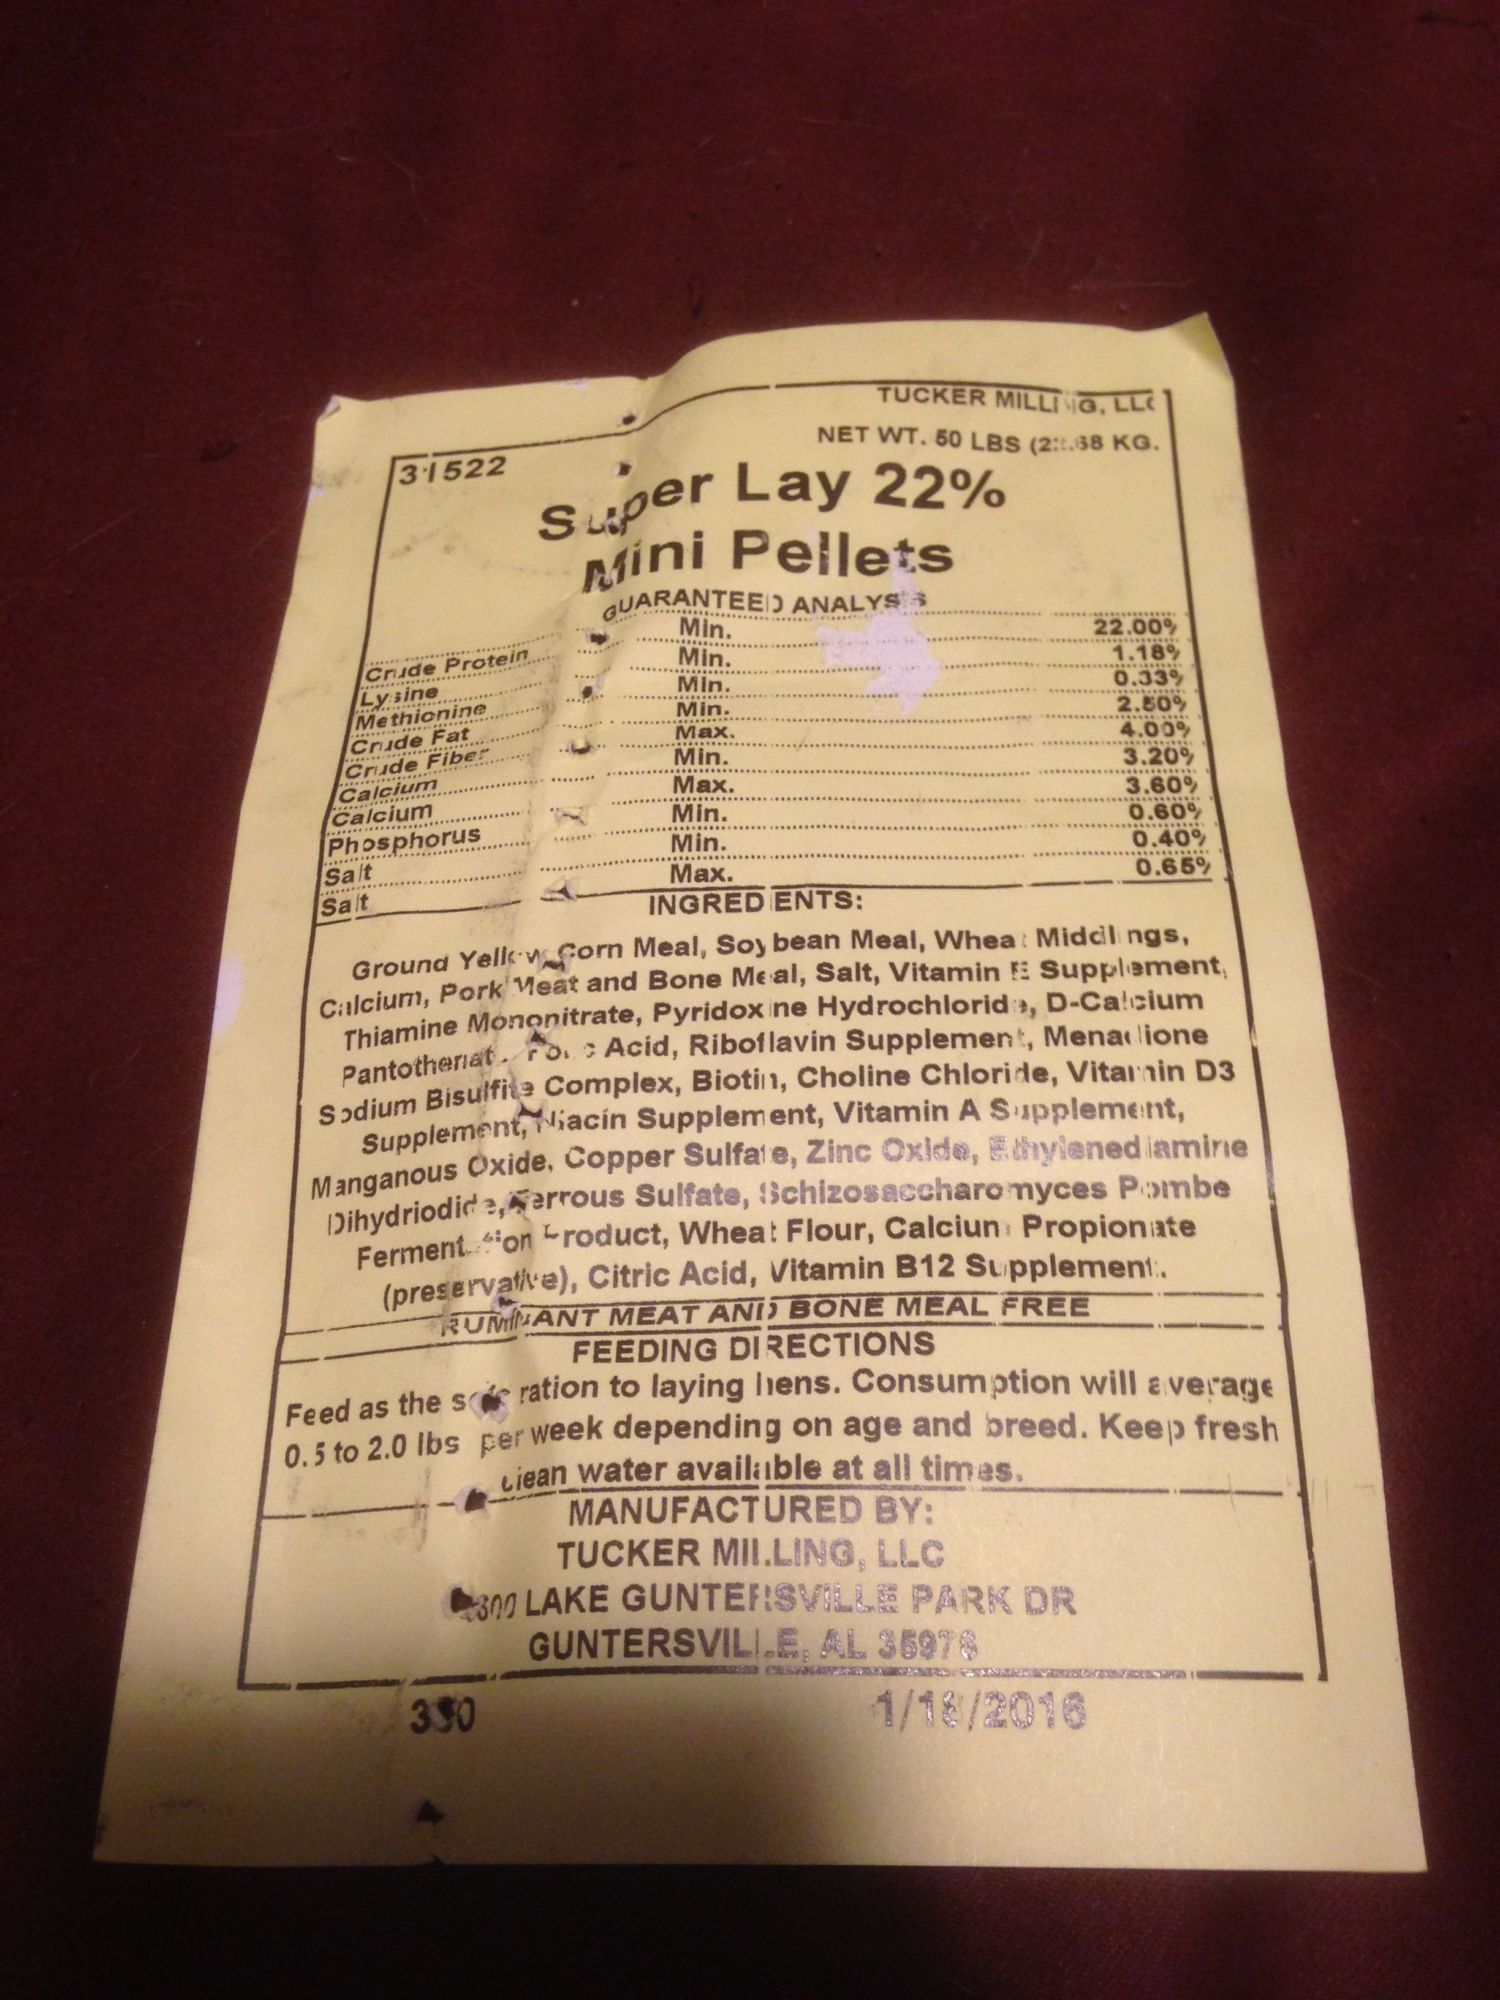 TUCKER MILLING, LLC
NET WT. 50 LBS (22.68 KG.
31522
Super Lay 22%
Mini Pellets
GUARANTEED ANALYSIS
Crude Protein Min. 22.00%
Lysine Min. 1.18%
Methionine Min. 0.33%
Crude Fat Min. 2.50%
Crude Fiber Max. 4.00%
Calcium Min. 3.20%
Calcium Max. 3.60%
Phosphorus Min. 0.60%
Salt Min. 0.40%
Salt Max. 0.65%
INGREDIENTS:
Ground Yellow Corn Meal, Soybean Meal, Wheat Middlings,
Calcium, Pork Meat and Bone Meal, Salt, Vitamin E Supplement,
Thiamine Mononitrate, Pyridoxine Hydrochloride, D-Calcium
Pantothenate, Folic Acid, Riboflavin Supplement, Menadione
Sodium Bisulfite Complex, Biotin, Choline Chloride, Vitamin D3
Supplement, Niacin Supplement, Vitamin A Supplement,
Manganous Oxide, Copper Sulfate, Zinc Oxide, Ethylenediamine
Dihydriodide, Ferrous Sulfate, Schizosaccharomyces Pombe
Fermentation Product, Wheat Flour, Calcium Propionate
(preservative), Citric Acid, Vitamin B12 Supplement.
RUMINANT MEAT AND BONE MEAL FREE
FEEDING DIRECTIONS
Feed as the sole ration to laying hens. Consumption will average
0.5 to 2.0 lbs per week depending on age and breed. Keep fresh
clean water available at all times.
MANUFACTURED BY:
TUCKER MILLING, LLC
LAKE GUNTERSVILLE PARK DR
GUNTERSVILLE, AL 35976
1/18/2016